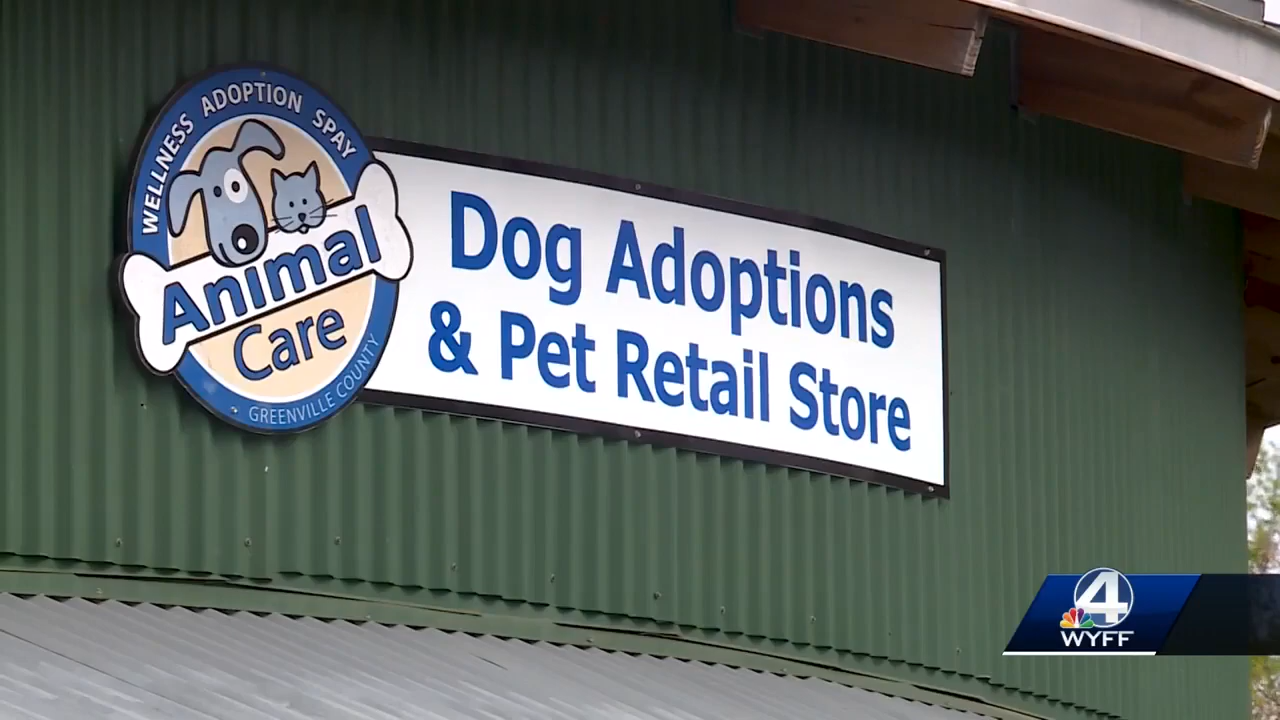 WELLNESS ADOPTION SPAY
Animal
Care
GREENVILLE COUNTY
Dog Adoptions
& Pet Retail Store
4
WYFF